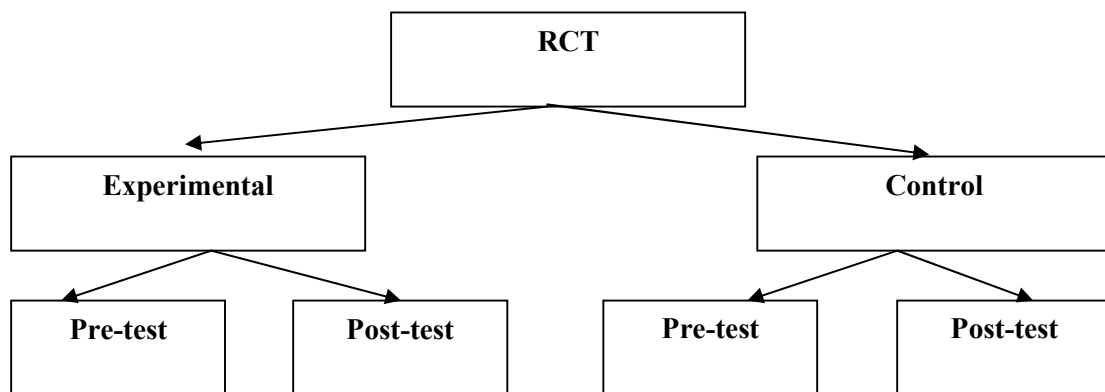 RCT
Experimental
Control
Pre-test
Post-test
Pre-test
Post-test